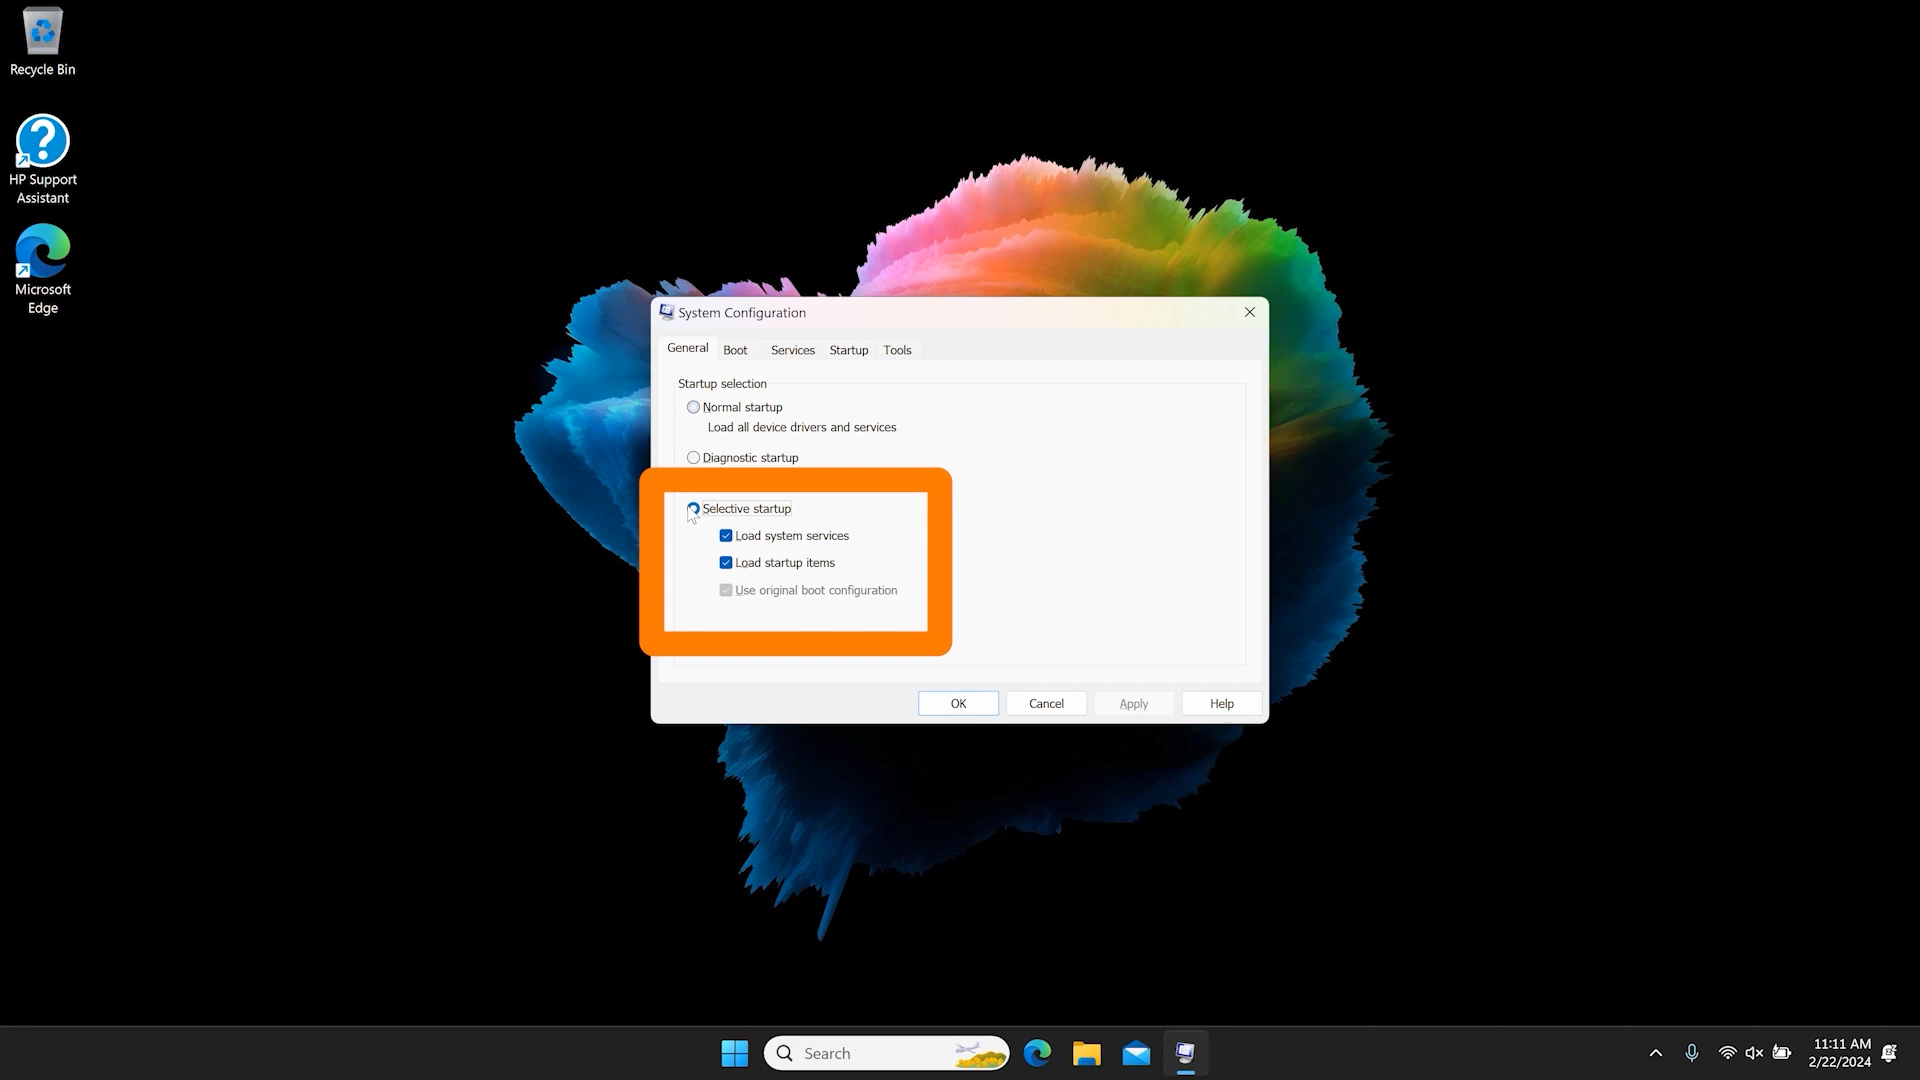 Recycle Bin
HP Support
Assistant
Microsoft
Edge
System Configuration
General Boot Services Startup Tools
Startup selection
Normal startup
Load all device drivers and services
Diagnostic startup
Selective startup
Load system services
Load startup items
Use original boot configuration
OK Cancel Apply Help
Search
11:11 AM
2/22/2024